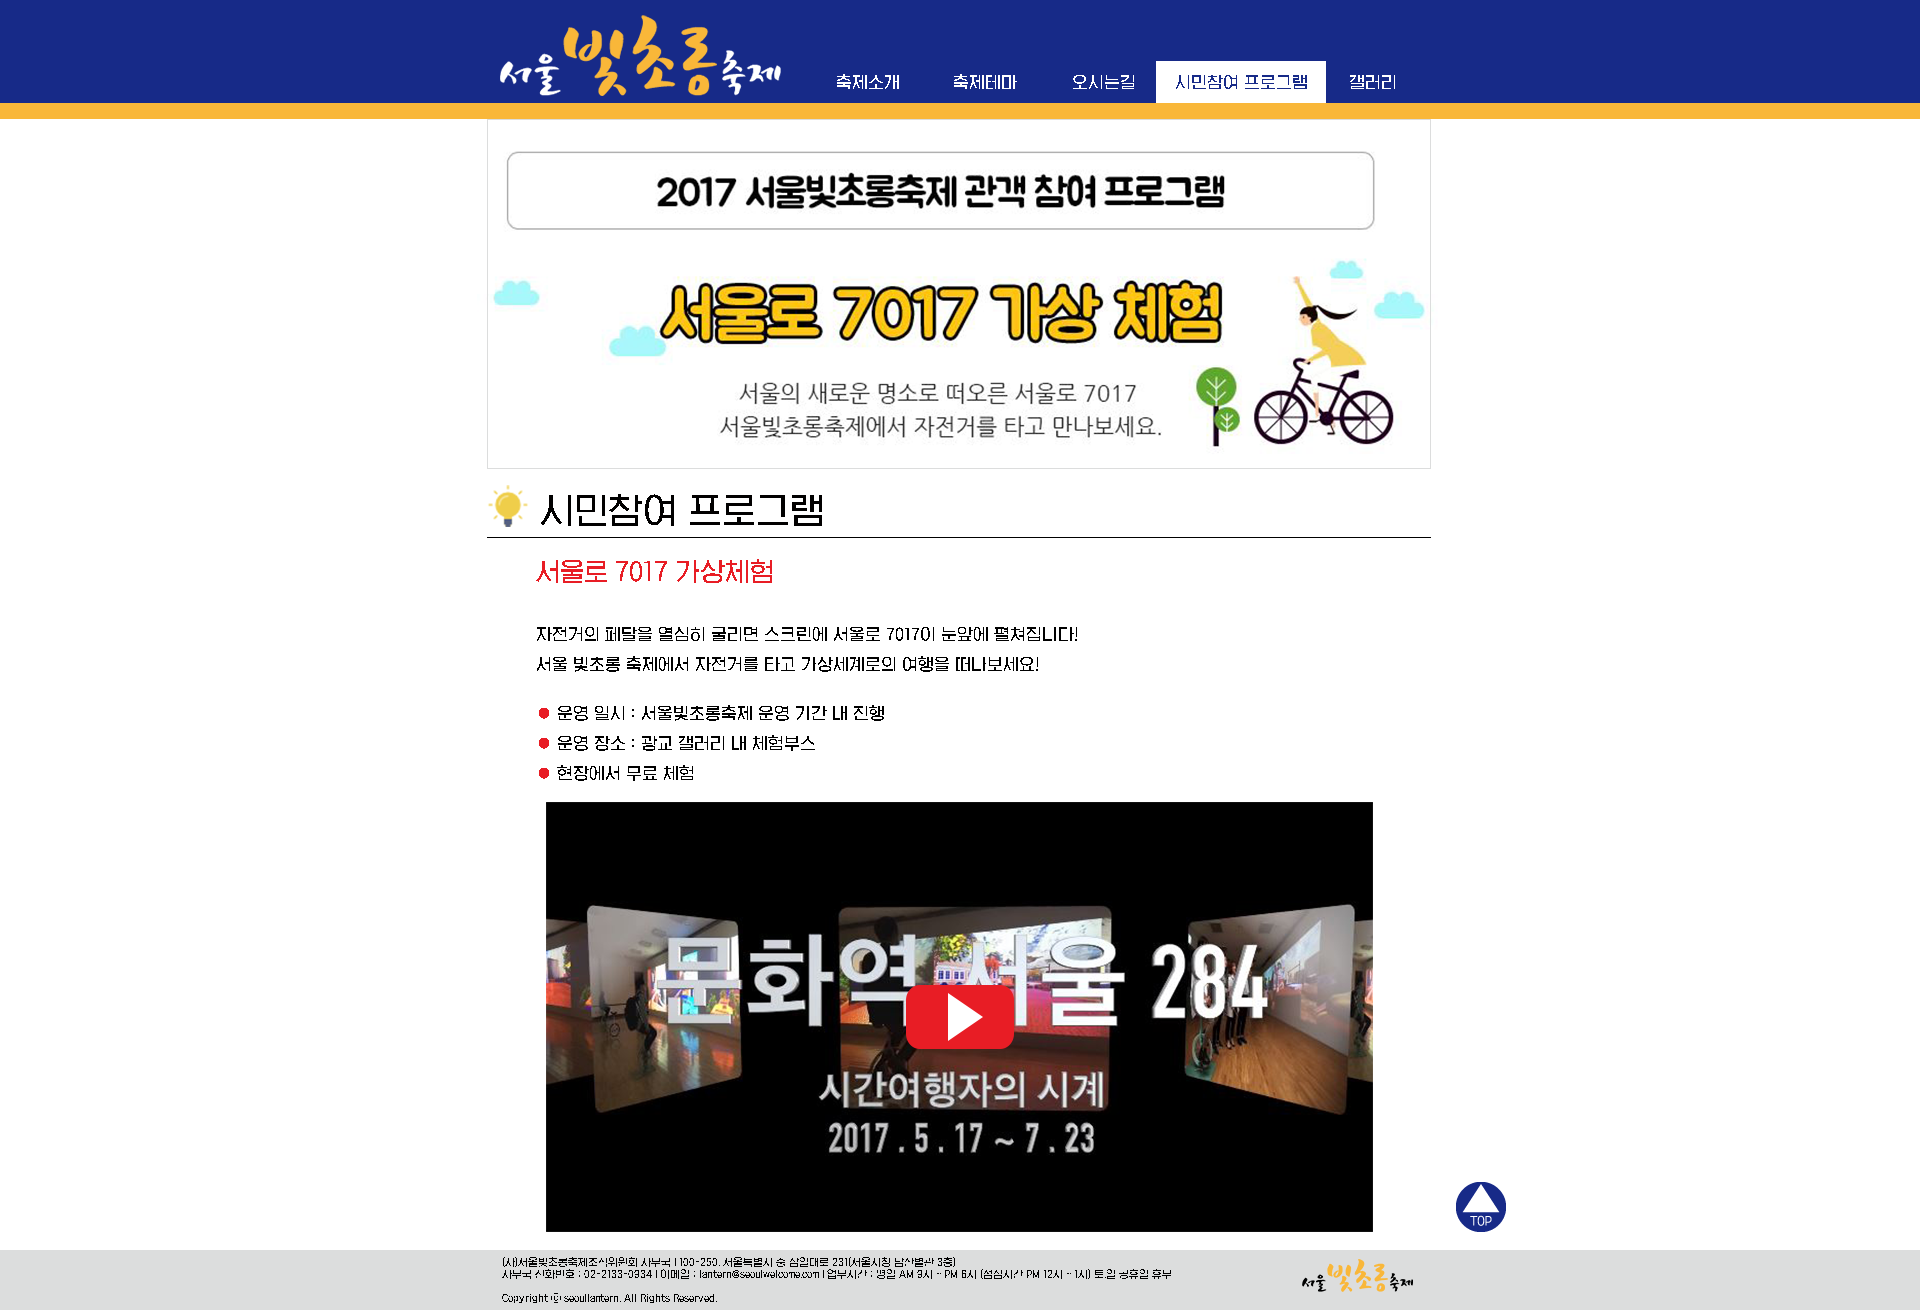 서울 빛초롱 축제
축제소개 축제테마 오시는길 시민참여 프로그램 갤러리
2017 서울빛초롱축제 관객 참여 프로그램
서울로 7017 가상 체험
서울의 새로운 명소로 떠오른 서울로 7017
서울빛초롱축제에서 자전거를 타고 만나보세요.
시민참여 프로그램
서울로 7017 가상체험
자전거의 페달을 열심히 굴리면 스크린에 서울로 7017이 눈앞에 펼쳐집니다!
서울 빛초롱 축제에서 자전거를 타고 가상세계로의 여행을 떠나보세요!
운영 일시 : 서울빛초롱축제 운영 기간 내 진행
운영 장소 : 광교 갤러리 내 체험부스
현장에서 무료 체험
문화역 서울 284
시간여행자의 시계
2017 . 5 . 17 ~ 7 . 23
TOP
(사)서울빛초롱축제조직위원회 사무국 I 100-250. 서울특별시 중 삼일대로 231(서울시청 남산별관 3층)
사무국 전화번호 : 02-2133-0934 I 이메일 : lantern@seoulwelcome.com I 업무시간 : 평일 AM 9시 ~ PM 6시 (점심시간 PM 12시 ~ 1시) 토.일 공휴일 휴무
Copyright ⓒ seoullantern. All Rights Reserved.
서울 빛초롱 축제